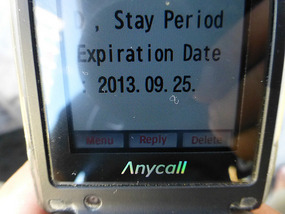 ), Stay Period
Expiration Date
: 2013.09.25.
Menu Reply Delete
Anycall